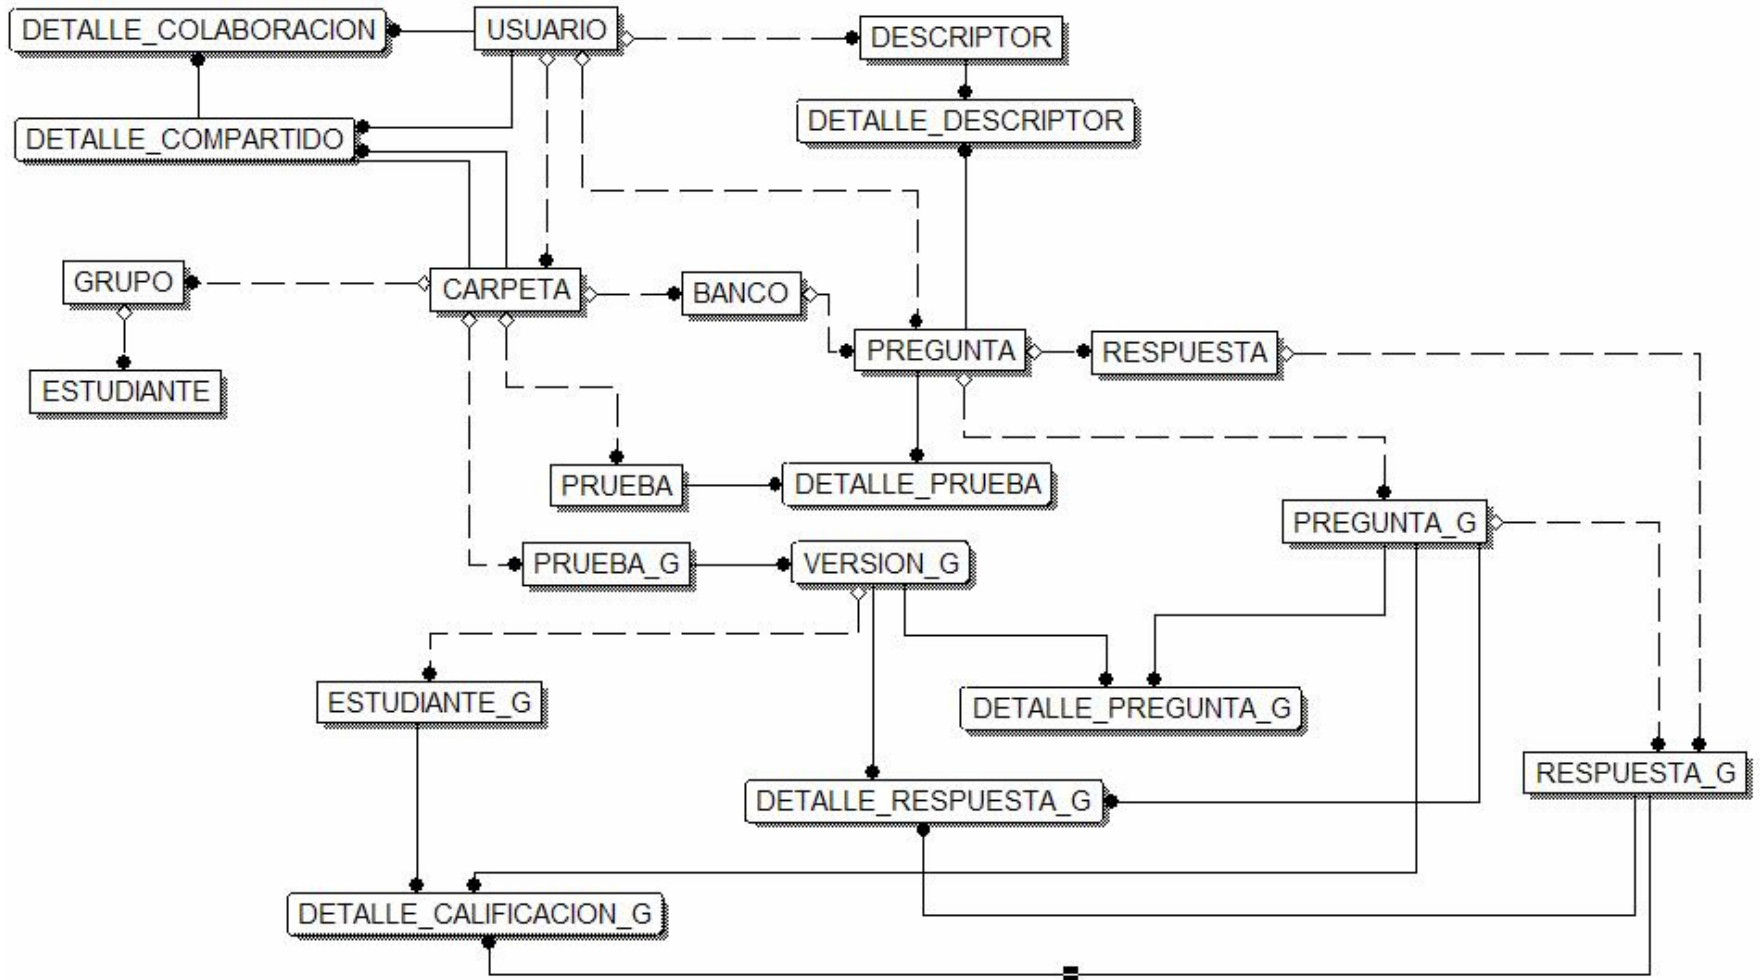 DETALLE_COLABORACION
USUARIO
DESCRIPTOR
DETALLE_DESCRIPTOR
DETALLE_COMPARTIDO
GRUPO
CARPETA
BANCO
PREGUNTA
RESPUESTA
ESTUDIANTE
PRUEBA
DETALLE_PRUEBA
PREGUNTA_G
PRUEBA_G
VERSION_G
ESTUDIANTE_G
DETALLE_PREGUNTA_G
RESPUESTA_G
DETALLE_RESPUESTA_G
DETALLE_CALIFICACION_G